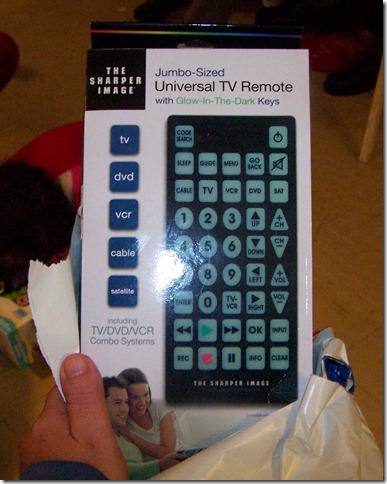 THE
SHARPER
IMAGE
Jumbo-Sized
Universal TV Remote
with Glow-In-The-Dark Keys
tv
dvd
vcr
cable
satellite
including
TV/DVD/VCR
Combo Systems
CODE SEARCH
SLEEP GUIDE MENU GO BACK
CABLE TV VCR DVD SAT
1 2 3 UP + CH
4 5 6 DOWN CH -
8 9 LEFT + VOL
ENTER 0 TV-VCR RIGHT VOL -
OK INPUT
REC INFO CLEAR
THE SHARPER IMAGE